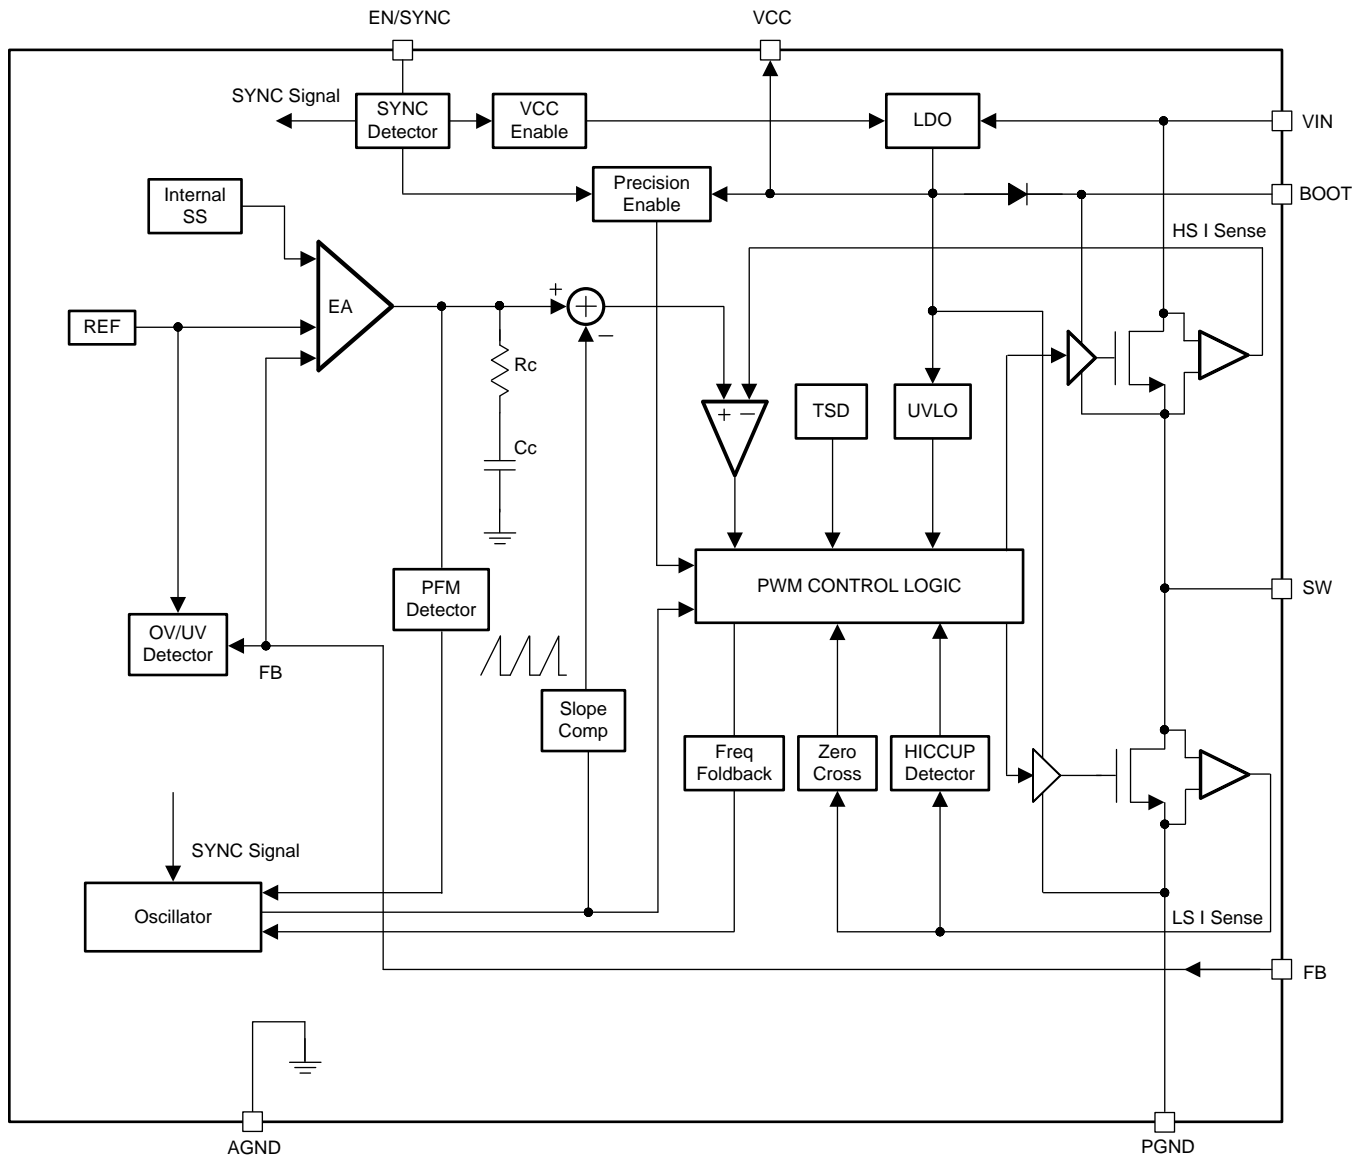 EN/SYNC
VCC
SYNC Signal
SYNC
Detector
VCC
Enable
LDO
VIN
Internal
SS
Precision
Enable
BOOT
HS I Sense
EA
+
+
−
REF
Rc
+ −
TSD
UVLO
Cc
PFM
Detector
PWM CONTROL LOGIC
SW
OV/UV
Detector
FB
Slope
Comp
Freq
Foldback
Zero
Cross
HICCUP
Detector
SYNC Signal
Oscillator
LS I Sense
FB
AGND
PGND